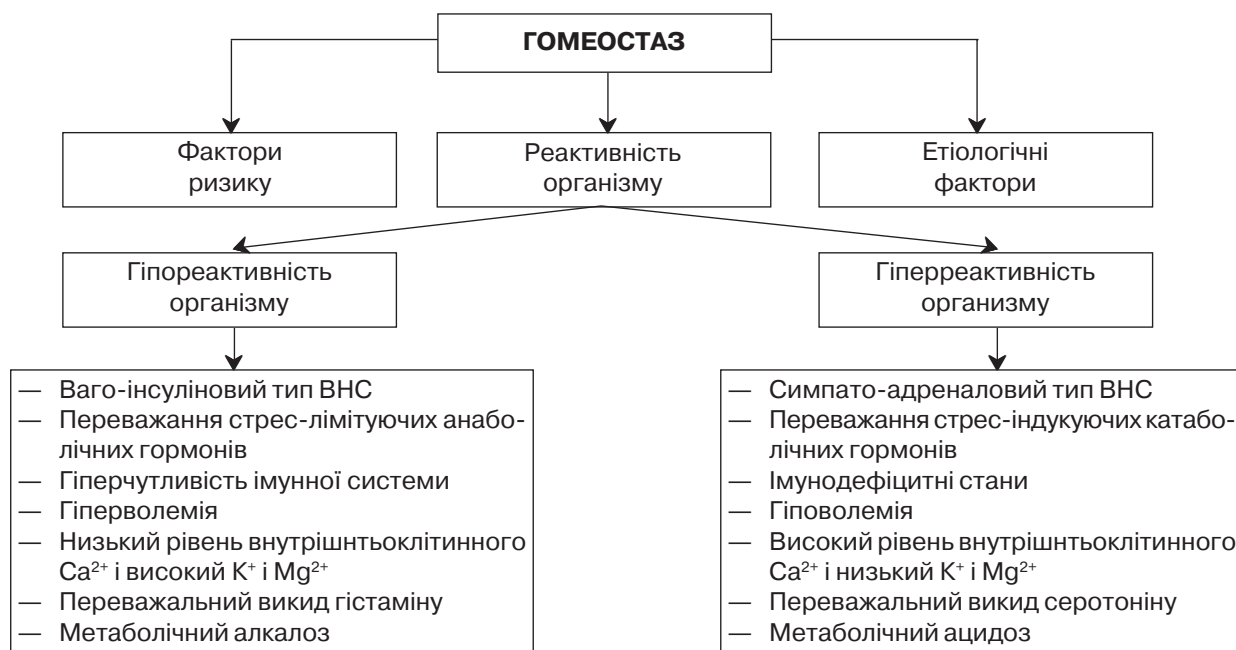 ГОМЕОСТАЗ
Фактори
ризику
Реактивність
організму
Етіологічні
фактори
Гіпореактивність
організму
Гіперреактивність
организму
— Ваго-інсуліновий тип ВНС
— Переважання стрес-лімітуючих анабо-
лічних гормонів
— Гіперчутливість імунної системи
— Гіперволемія
— Низький рівень внутрішнтьоклітинного
Ca²⁺ і високий K⁺ і Mg²⁺
— Переважальний викид гістаміну
— Метаболічний алкалоз
— Симпато-адреналовий тип ВНС
— Переважання стрес-індукуючих катабо-
лічних гормонів
— Імунодефіцитні стани
— Гіповолемія
— Високий рівень внутрішнтьоклітинного
Ca²⁺ і низький K⁺ і Mg²⁺
— Переважальний викид серотоніну
— Метаболічний ацидоз